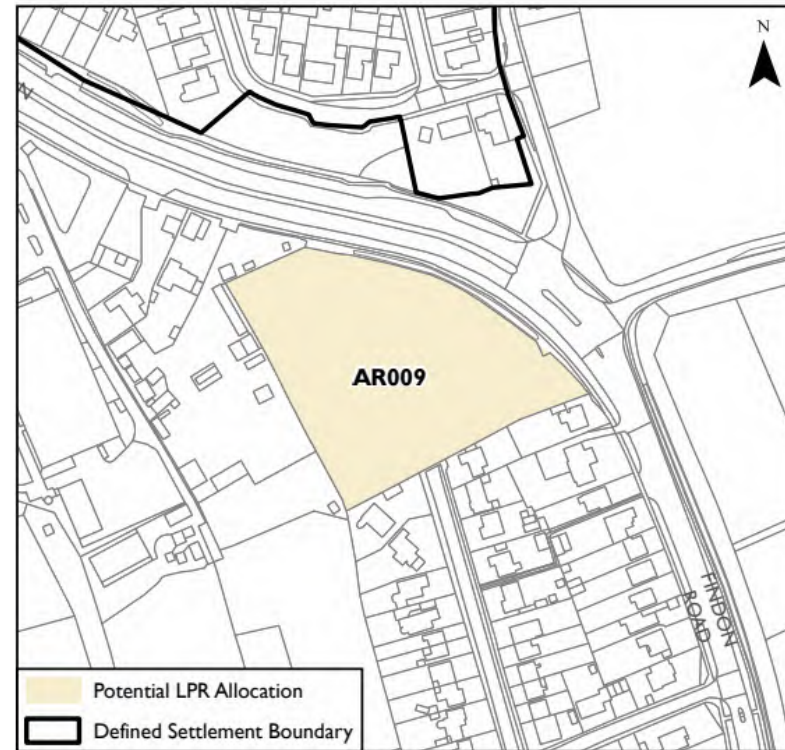 N
N
AR009
FINDON
ROAD
Potential LPR Allocation
Defined Settlement Boundary